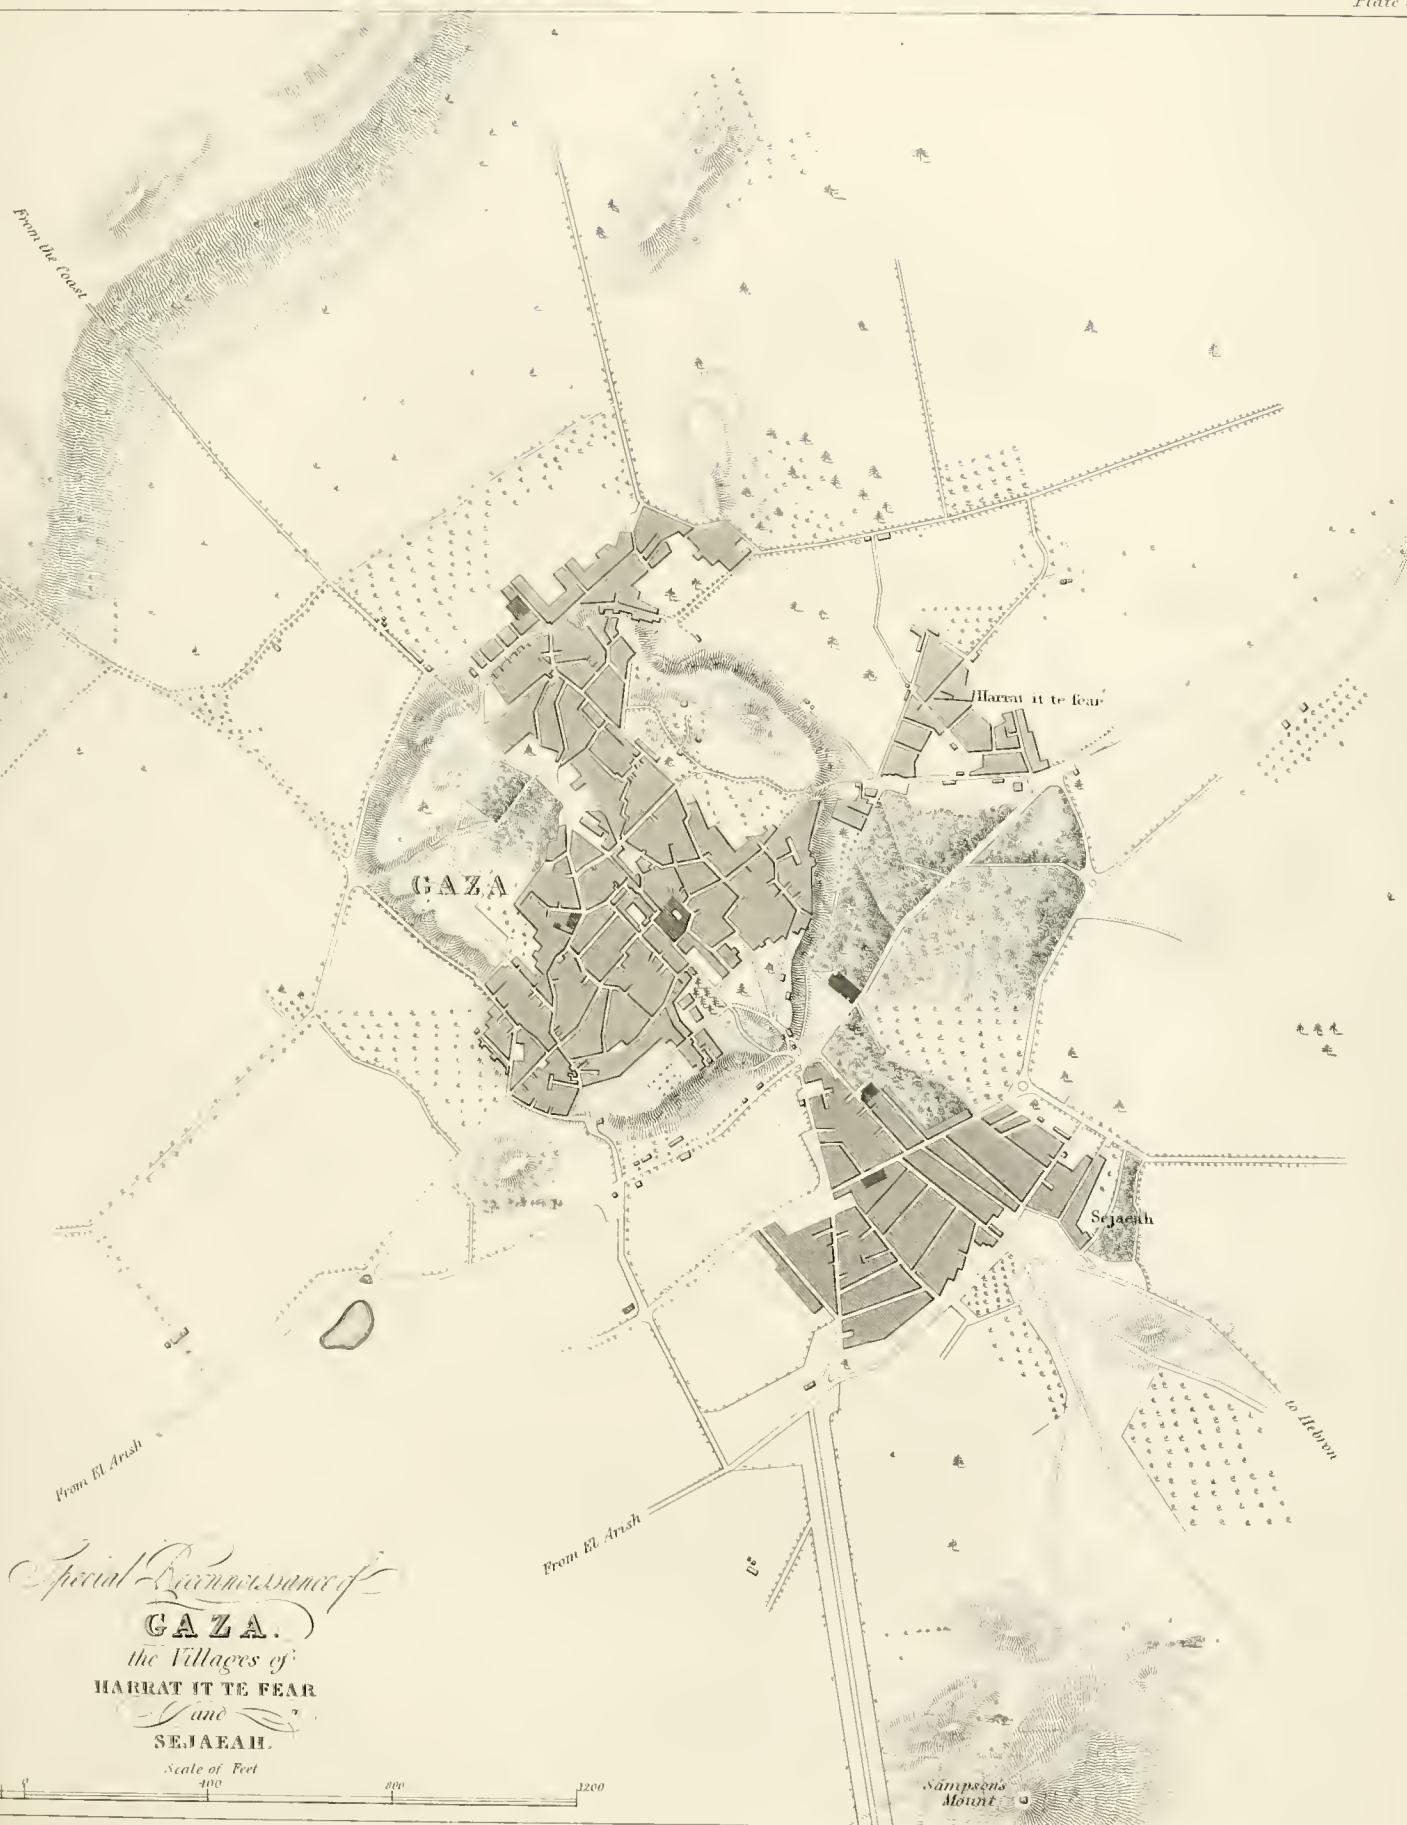 Plate
From the Coast
Harrat it te fear
GAZA
Sejaeah
to Hebron
From El Arish
From El Arish
Special Reconnoissance of
GAZA.
the Villages of
HARRAT IT TE FEAR
and
SEJAEAH.
Scale of Feet
0 400 800 1200
Sampson's
Mount